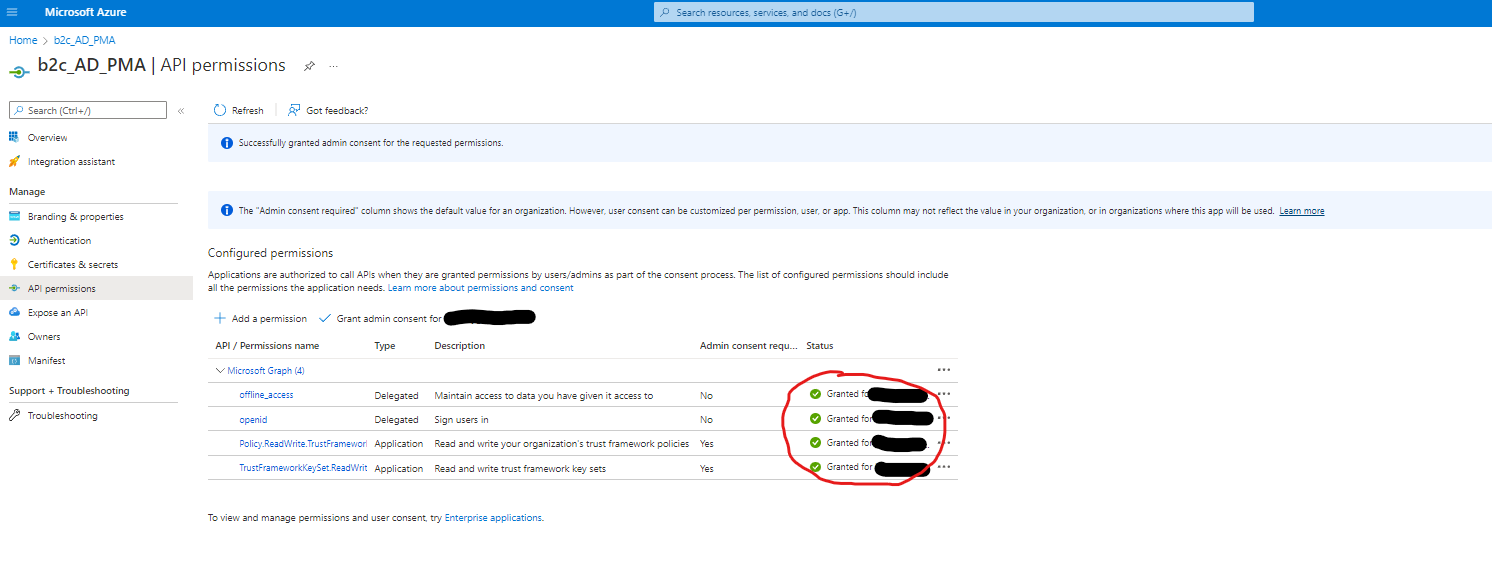 Microsoft Azure
Search resources, services, and docs (G+/)
Home > b2c_AD_PMA
b2c_AD_PMA | API permissions
Search (Ctrl+/)
«
Overview
Integration assistant
Manage
Branding & properties
Authentication
Certificates & secrets
API permissions
Expose an API
Owners
Manifest
Support + Troubleshooting
Troubleshooting
Refresh
Got feedback?
Successfully granted admin consent for the requested permissions.
The "Admin consent required" column shows the default value for an organization. However, user consent can be customized per permission, user, or app. This column may not reflect the value in your organization, or in organizations where this app will be used. Learn more
Configured permissions
Applications are authorized to call APIs when they are granted permissions by users/admins as part of the consent process. The list of configured permissions should include
all the permissions the application needs. Learn more about permissions and consent
Add a permission
Grant admin consent for
API / Permissions name Type Description Admin consent requ... Status
Microsoft Graph (4)
offline_access Delegated Maintain access to data you have given it access to No Granted fo
openid Delegated Sign users in No Granted for
Policy.ReadWrite.TrustFramewor Application Read and write your organization's trust framework policies Yes Granted for
TrustFrameworkKeySet.ReadWrit Application Read and write trust framework key sets Yes Granted for
To view and manage permissions and user consent, try Enterprise applications.